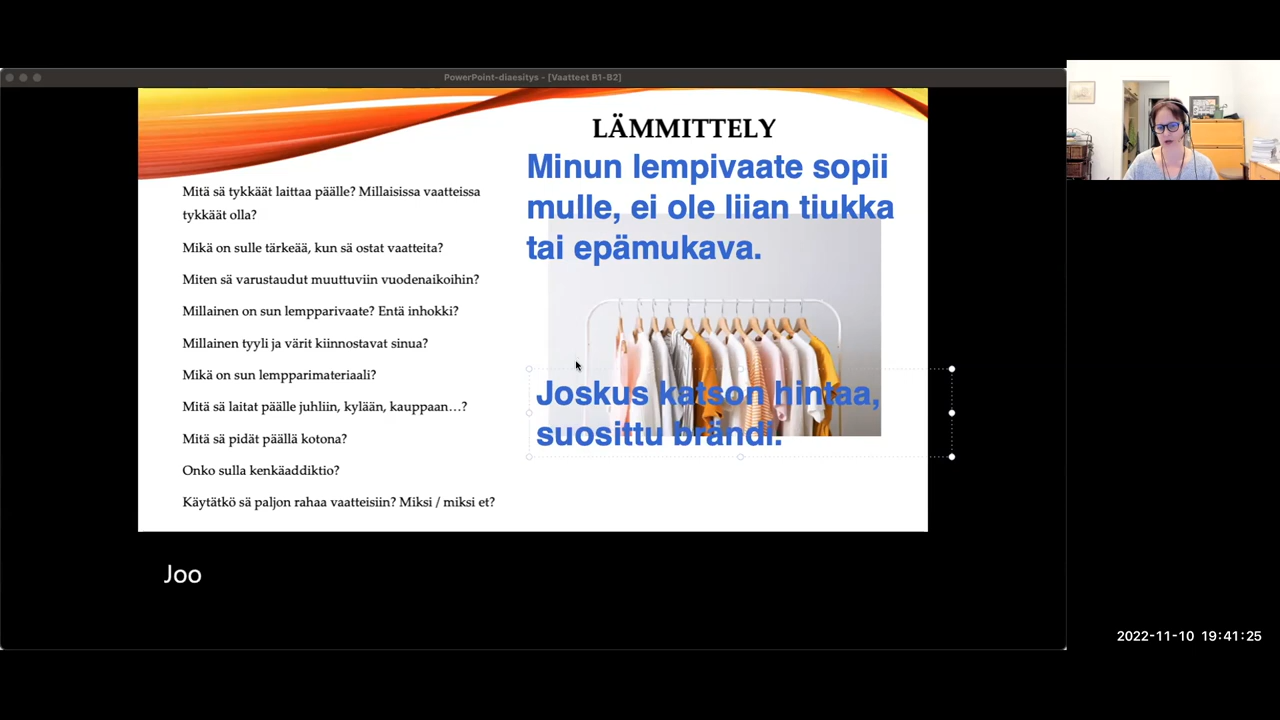 PowerPoint-diaesitys - [Vaatteet B1-B2]
LÄMMITTELY
Mitä sä tykkäät laittaa päälle? Millaisissa vaatteissa
tykkäät olla?
Mikä on sulle tärkeää, kun sä ostat vaatteita?
Miten sä varustaudut muuttuviin vuodenaikoihin?
Millainen on sun lempparivaate? Entä inhokki?
Millainen tyyli ja värit kiinnostavat sinua?
Mikä on sun lempparimateriaali?
Mitä sä laitat päälle juhliin, kylään, kauppaan…?
Mitä sä pidät päällä kotona?
Onko sulla kenkäaddiktio?
Käytätkö sä paljon rahaa vaatteisiin? Miksi / miksi et?
Minun lempivaate sopii
mulle, ei ole liian tiukka
tai epämukava.
Joskus katson hintaa,
suosittu brändi.
Joo
2022-11-10 19:41:25